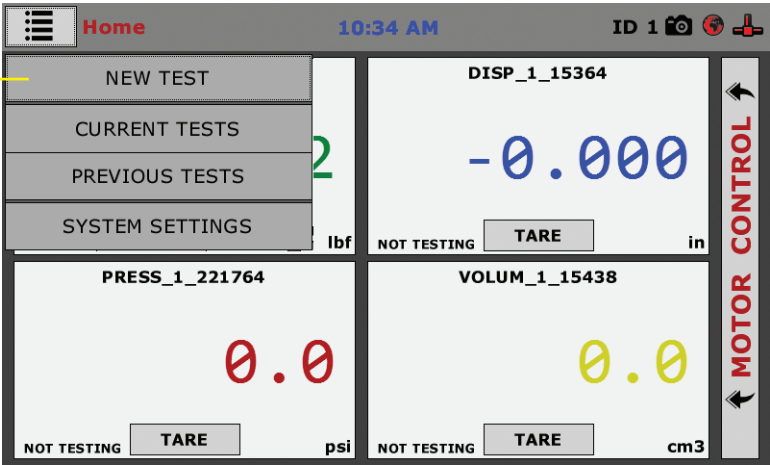 Home 10:34 AM ID 1
NEW TEST
CURRENT TESTS
PREVIOUS TESTS
SYSTEM SETTINGS
2
lbf
DISP_1_15364
-0.000
NOT TESTING TARE in
PRESS_1_221764
0.0
NOT TESTING TARE psi
VOLUM_1_15438
0.0
NOT TESTING TARE cm3
MOTOR CONTROL